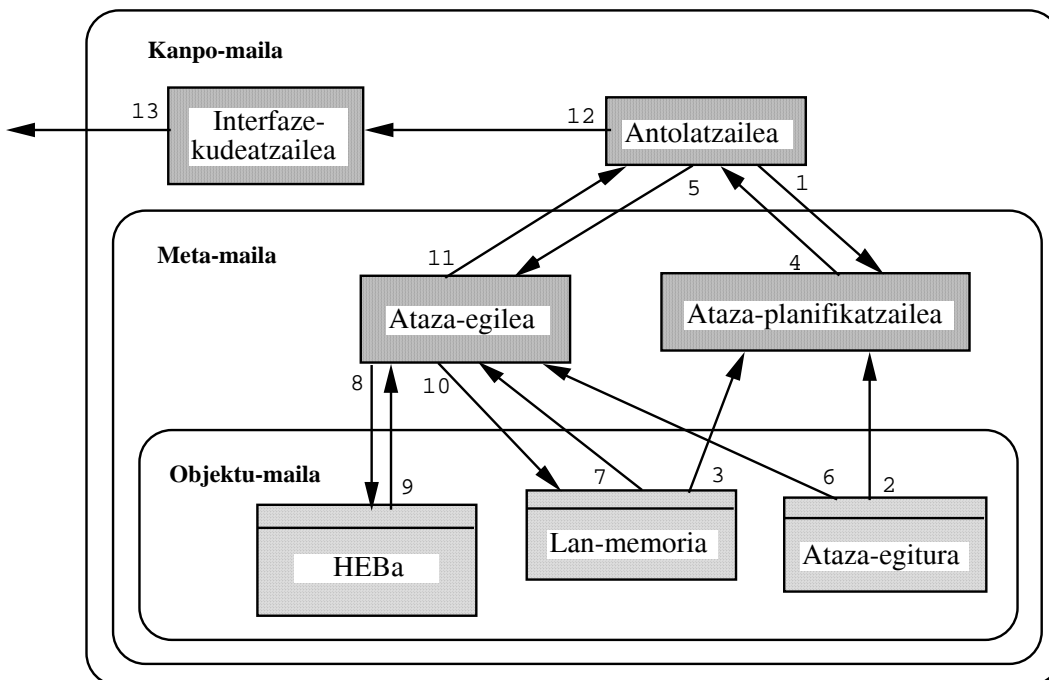 Kanpo-maila
13
Interfaze-
kudeatzailea
12
Antolatzailea
5
1
Meta-maila
11
4
Ataza-egilea
Ataza-planifikatzailea
8
10
Objektu-maila
9
7
3
6
2
HEBa
Lan-memoria
Ataza-egitura